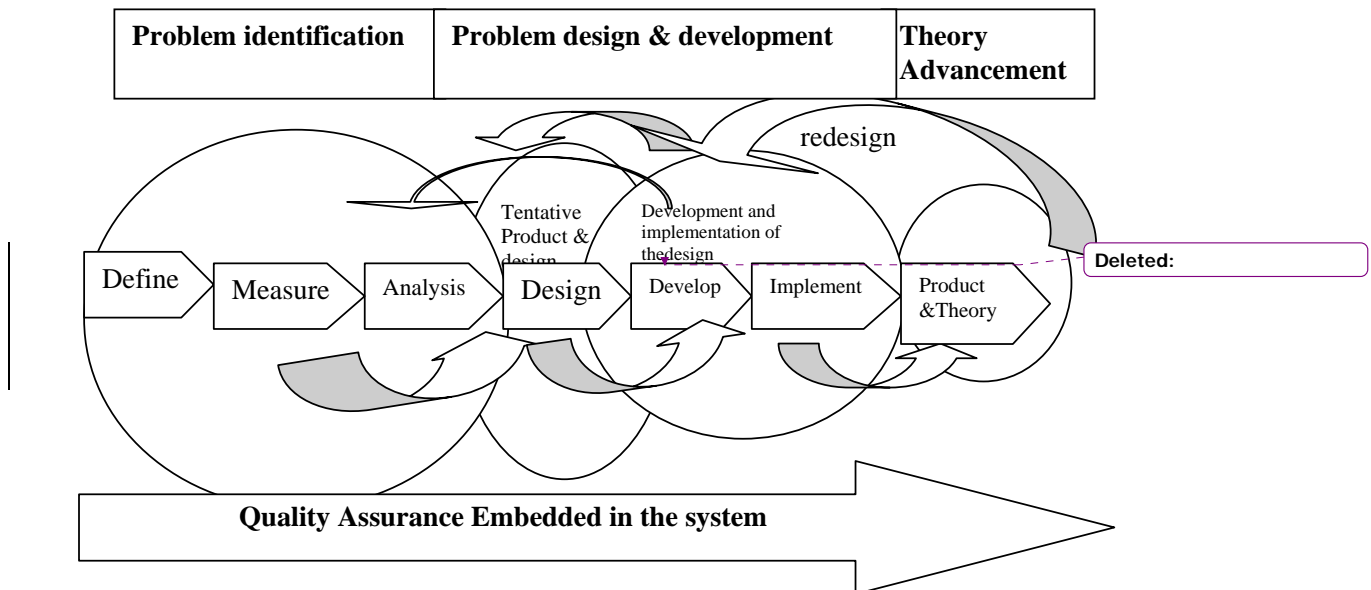 Problem identification
Problem design & development
Theory
Advancement
redesign
Tentative
Product &
design
Development and
implementation of
thedesign
Deleted:
Define
Measure
Analysis
Design
Develop
Implement
Product
&Theory
Quality Assurance Embedded in the system